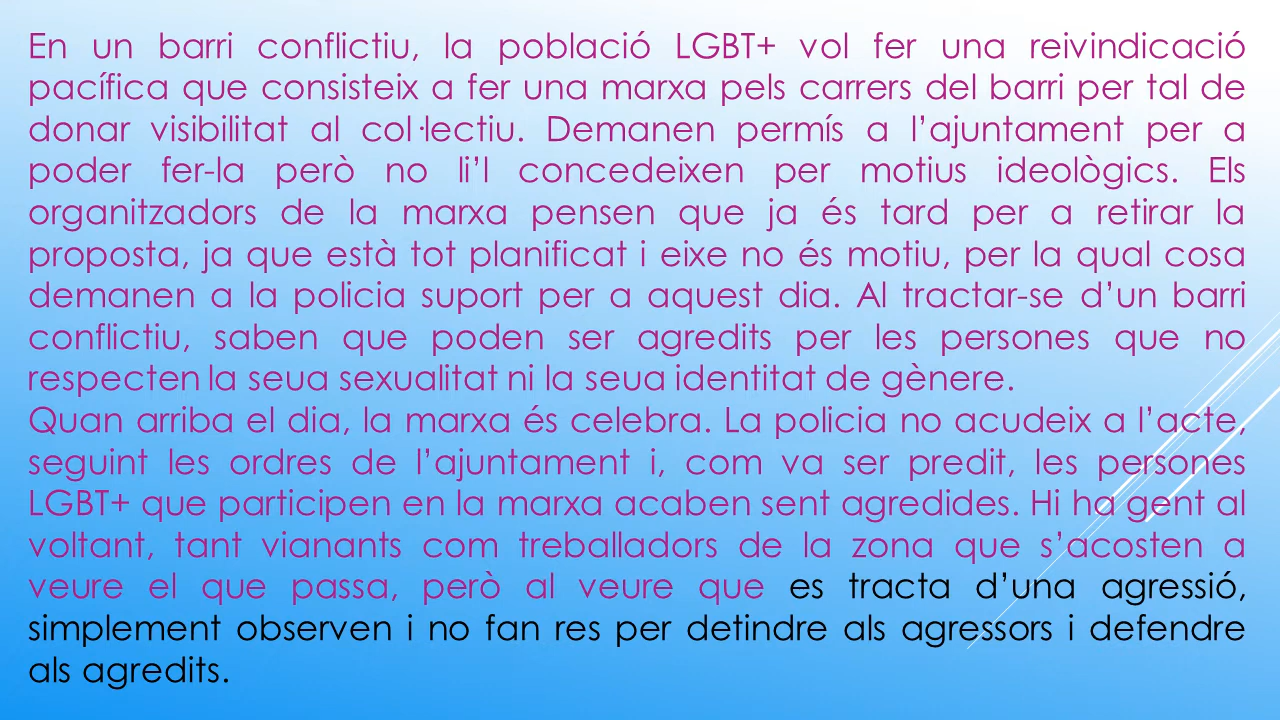 En un barri conflictiu, la població LGBT+ vol fer una reivindicació
pacífica que consisteix a fer una marxa pels carrers del barri per tal de
donar visibilitat al col·lectiu. Demanen permís a l’ajuntament per a
poder fer-la però no li’l concedeixen per motius ideològics. Els
organitzadors de la marxa pensen que ja és tard per a retirar la
proposta, ja que està tot planificat i eixe no és motiu, per la qual cosa
demanen a la policia suport per a aquest dia. Al tractar-se d’un barri
conflictiu, saben que poden ser agredits per les persones que no
respecten la seua sexualitat ni la seua identitat de gènere.
Quan arriba el dia, la marxa és celebra. La policia no acudeix a l’acte,
seguint les ordres de l’ajuntament i, com va ser predit, les persones
LGBT+ que participen en la marxa acaben sent agredides. Hi ha gent al
voltant, tant vianants com treballadors de la zona que s’acosten a
veure el que passa, però al veure que es tracta d’una agressió,
simplement observen i no fan res per detindre als agressors i defendre
als agredits.